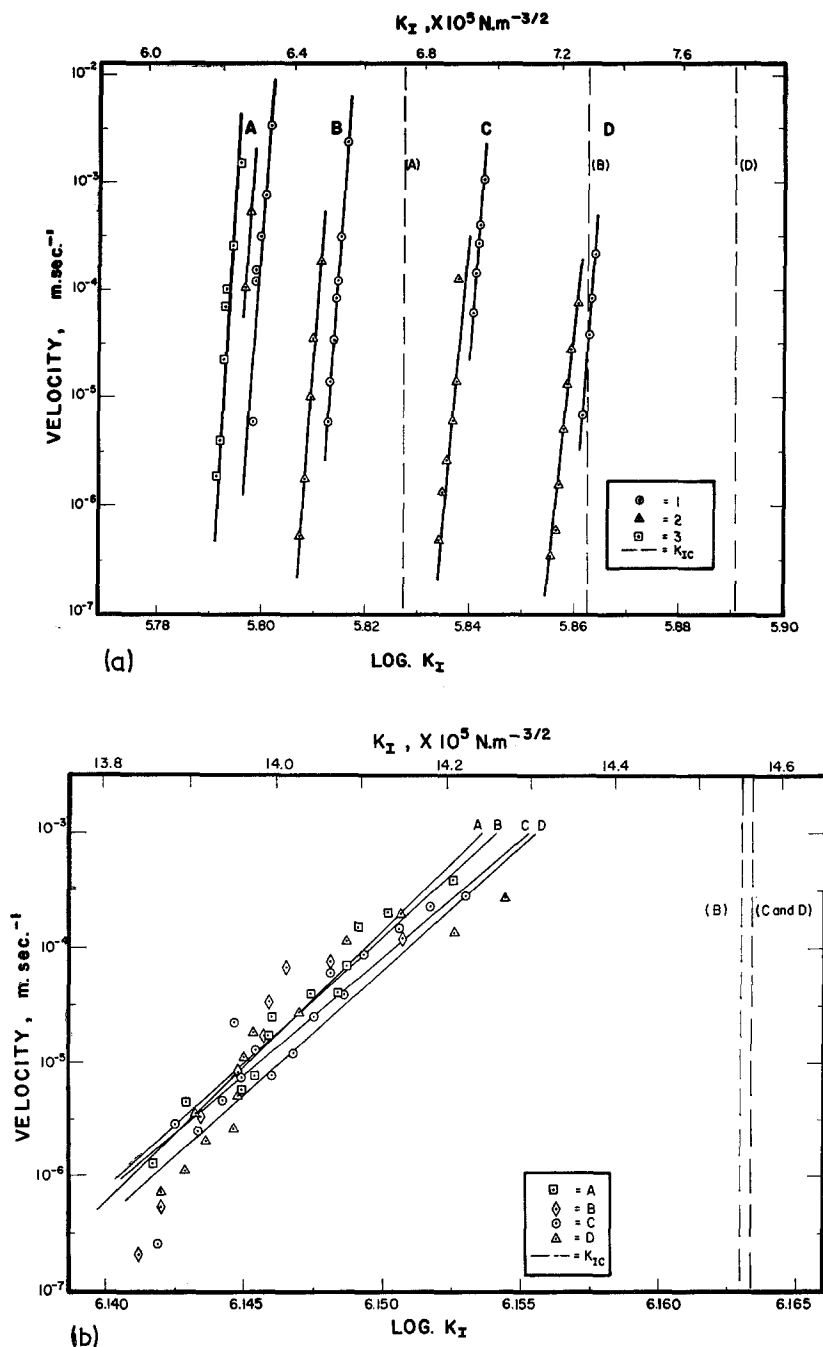 K_I , X10^5 N.m^-3/2
6.0 6.4 6.8 7.2 7.6
10^-2
A B C D
(A) (B) (D)
10^-3
10^-4
10^-5
10^-6
10^-7
VELOCITY, m.sec.^-1
⊙ = 1
△ = 2
⊡ = 3
— — = K_IC
5.78 5.80 5.82 5.84 5.86 5.88 5.90
(a)
LOG. K_I
K_I , X 10^5 N.m^-3/2
13.8 14.0 14.2 14.4 14.6
10^-3
A B C D
(B) (C and D)
10^-4
10^-5
10^-6
10^-7
VELOCITY, m. sec.^-1
⊡ = A
◇ = B
⊙ = C
△ = D
— — = K_IC
6.140 6.145 6.150 6.155 6.160 6.165
(b)
LOG. K_I